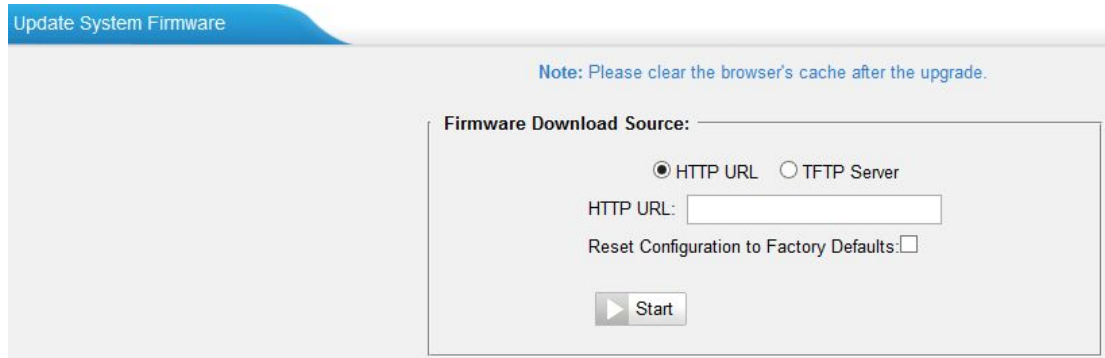 Update System Firmware
Note: Please clear the browser's cache after the upgrade.
Firmware Download Source:
HTTP URL TFTP Server
HTTP URL:
Reset Configuration to Factory Defaults:
Start